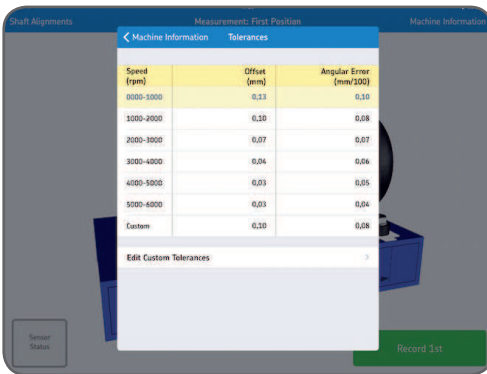 Shaft Alignments Measurement: First Position Machine Information
Machine Information Tolerances
Speed (rpm) Offset (mm) Angular Error (mm/100)
0000-1000 0,13 0,10
1000-2000 0,10 0,08
2000-3000 0,07 0,07
3000-4000 0,04 0,06
4000-5000 0,03 0,05
5000-6000 0,03 0,04
Custom 0,10 0,08
Edit Custom Tolerances
Sensor
Status
Record 1st